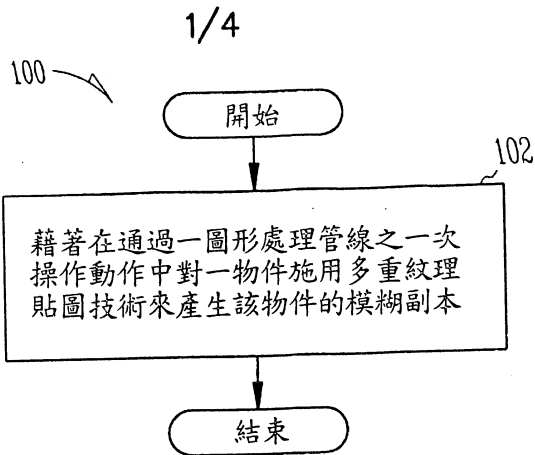 1/4
100
開始
102
藉著在通過一圖形處理管線之一次
操作動作中對一物件施用多重紋理
貼圖技術來產生該物件的模糊副本
結束